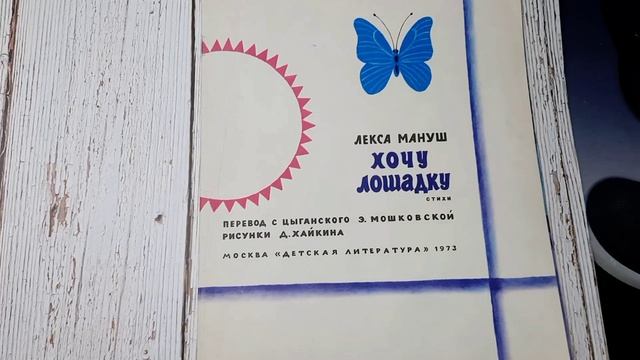 ЛЕКСА МАНУШ
ХОЧУ
ЛОШАДКУ
СТИХИ
ПЕРЕВОД С ЦЫГАНСКОГО Э. МОШКОВСКОЙ
РИСУНКИ Д. ХАЙКИНА
МОСКВА «ДЕТСКАЯ ЛИТЕРАТУРА» 1973